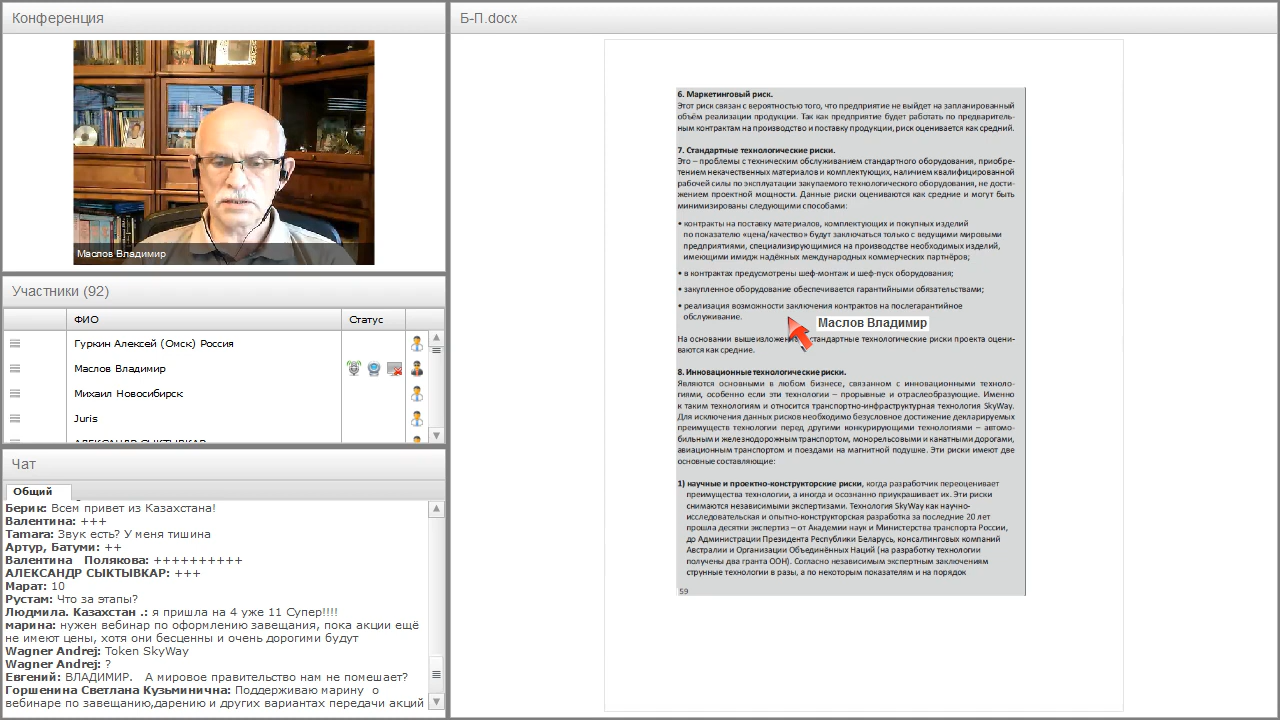 Конференция
Маслов Владимир
Участники (92)
ФИО
Статус
Гуркин Алексей (Омск) Россия
Маслов Владимир
Михаил Новосибирск
Juris
АЛЕКСАНДР СЫКТЫВКАР
Чат
Общий
Берик: Всем привет из Казахстана!
Валентина: +++
Tamara: Звук есть? У меня тишина
Артур, Батуми: ++
Валентина Полякова: ++++++++++
АЛЕКСАНДР СЫКТЫВКАР: +++
Марат: 10
Рустам: Что за этапы?
Людмила. Казахстан .: я пришла на 4 уже 11 Супер!!!!
марина: нужен вебинар по оформлению завещания, пока акции ещё
не имеют цены, хотя они бесценны и очень дорогими будут
Wagner Andrej: Token SkyWay
Wagner Andrej: ?
Евгений: ВЛАДИМИР. А мировое правительство нам не помешает?
Горшенина Светлана Кузьминична: Поддерживаю марину о
вебинаре по завещанию,дарению и других вариантах передачи акций
Б-П.docx
6. Маркетинговый риск.
Этот риск связан с вероятностью того, что предприятие не выйдет на запланированный
объём реализации продукции. Так как предприятие будет работать по предваритель-
ным контрактам на производство и поставку продукции, риск оценивается как средний.
7. Стандартные технологические риски.
Это – проблемы с техническим обслуживанием стандартного оборудования, приобре-
тением некачественных материалов и комплектующих, наличием квалифицированной
рабочей силы по эксплуатации закупаемого технологического оборудования, не дости-
жением проектной мощности. Данные риски оцениваются как средние и могут быть
минимизированы следующими способами:
• контракты на поставку материалов, комплектующих и покупных изделий
по показателю «цена/качество» будут заключаться только с ведущими мировыми
предприятиями, специализирующимися на производстве необходимых изделий,
имеющими имидж надёжных международных коммерческих партнёров;
• в контрактах предусмотрены шеф-монтаж и шеф-пуск оборудования;
• закупленное оборудование обеспечивается гарантийными обязательствами;
• реализация возможности заключения контрактов на послегарантийное
обслуживание.
Маслов Владимир
На основании вышеизложенного стандартные технологические риски проекта оцени-
ваются как средние.
8. Инновационные технологические риски.
Являются основными в любом бизнесе, связанном с инновационными техноло-
гиями, особенно если эти технологии – прорывные и отраслеобразующие. Именно
к таким технологиям и относится транспортно-инфраструктурная технология SkyWay.
Для исключения данных рисков необходимо безусловное достижение декларируемых
преимуществ технологии перед другими конкурирующими технологиями – автомо-
бильным и железнодорожным транспортом, монорельсовыми и канатными дорогами,
авиационным транспортом и поездами на магнитной подушке. Эти риски имеют две
основные составляющие:
1) научные и проектно-конструкторские риски, когда разработчик переоценивает
преимущества технологии, а иногда и осознанно приукрашивает их. Эти риски
снимаются независимыми экспертизами. Технология SkyWay как научно-
исследовательская и опытно-конструкторская разработка за последние 20 лет
прошла десятки экспертиз – от Академии наук и Министерства транспорта России,
до Администрации Президента Республики Беларусь, консалтинговых компаний
Австралии и Организации Объединённых Наций (на разработку технологии
получены два гранта ООН). Согласно независимым экспертным заключениям
струнные технологии в разы, а по некоторым показателям и на порядок
59